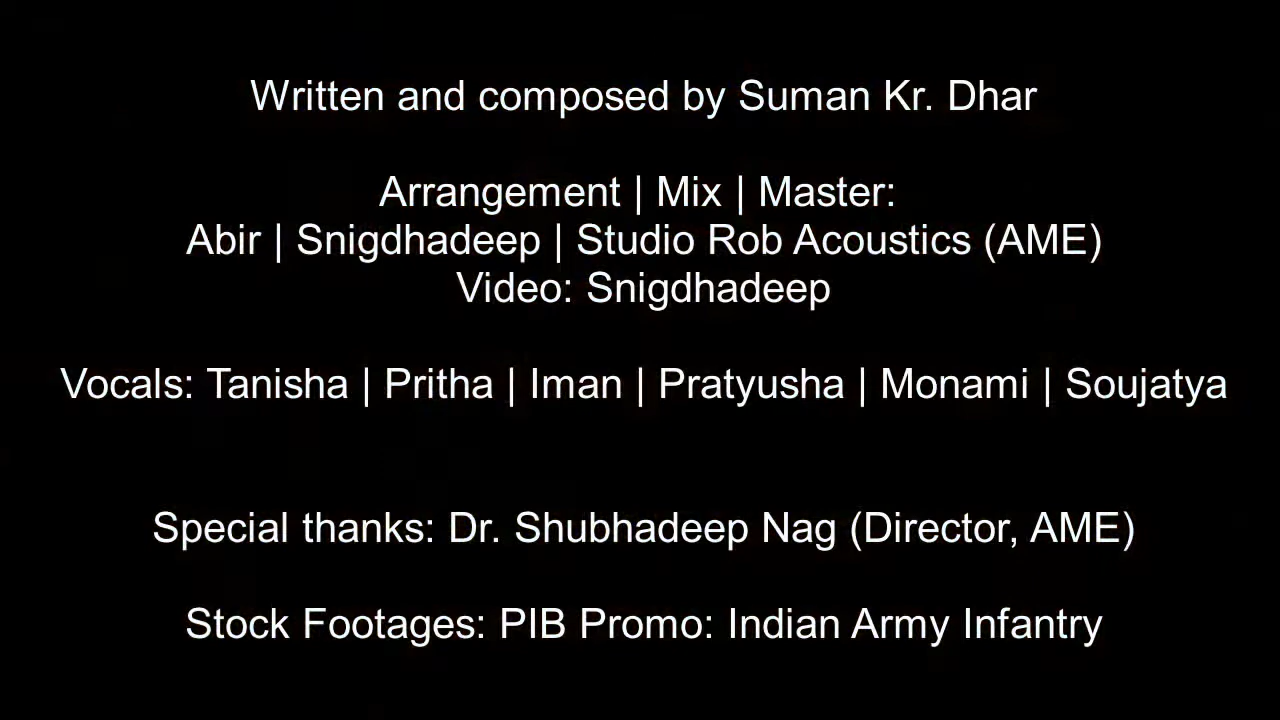 Written and composed by Suman Kr. Dhar
Arrangement | Mix | Master:
Abir | Snigdhadeep | Studio Rob Acoustics (AME)
Video: Snigdhadeep
Vocals: Tanisha | Pritha | Iman | Pratyusha | Monami | Soujatya
Special thanks: Dr. Shubhadeep Nag (Director, AME)
Stock Footages: PIB Promo: Indian Army Infantry